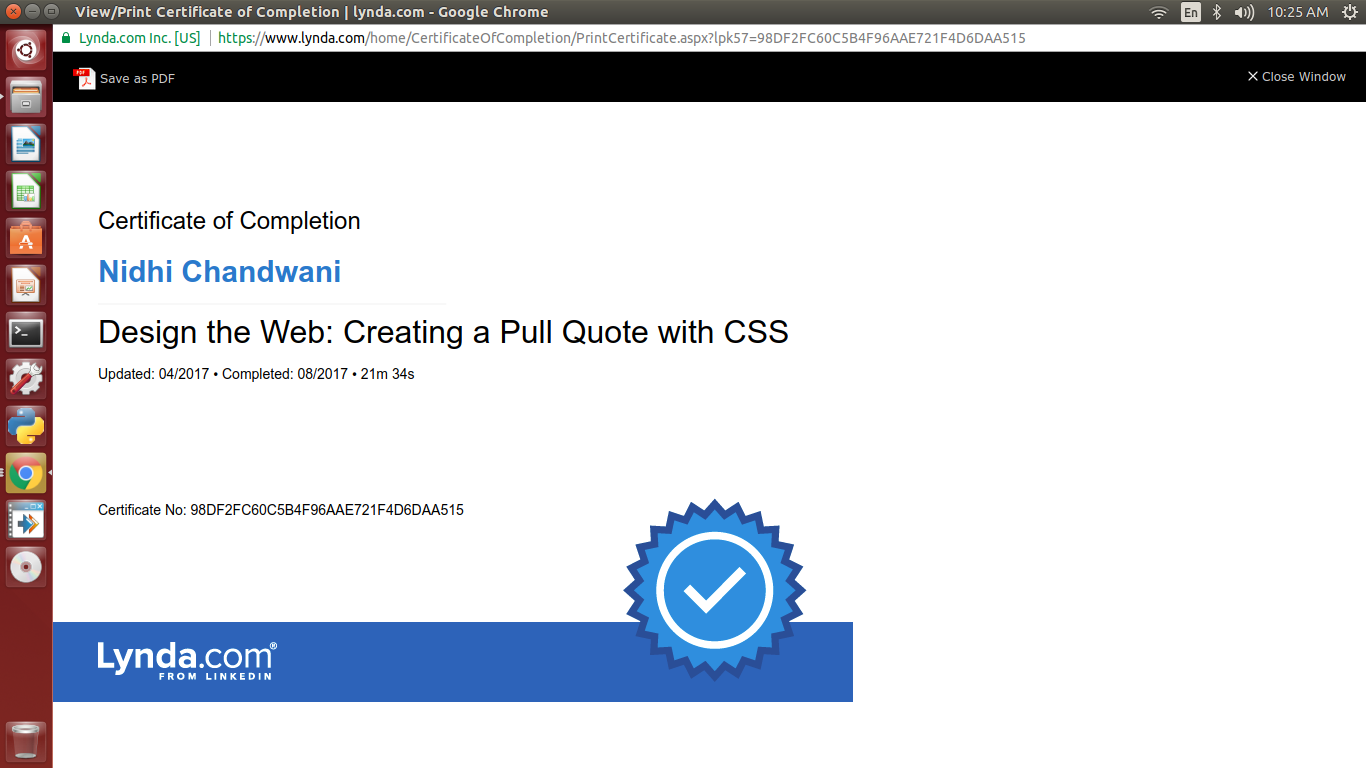 View/Print Certificate of Completion | lynda.com - Google Chrome
En
10:25 AM
Lynda.com Inc. [US]
https://www.lynda.com/home/CertificateOfCompletion/PrintCertificate.aspx?lpk57=98DF2FC60C5B4F96AAE721F4D6DAA515
PDF
Save as PDF
Close Window
Certificate of Completion
Nidhi Chandwani
Design the Web: Creating a Pull Quote with CSS
Updated: 04/2017 • Completed: 08/2017 • 21m 34s
Certificate No: 98DF2FC60C5B4F96AAE721F4D6DAA515
Lynda.com®
FROM LINKEDIN